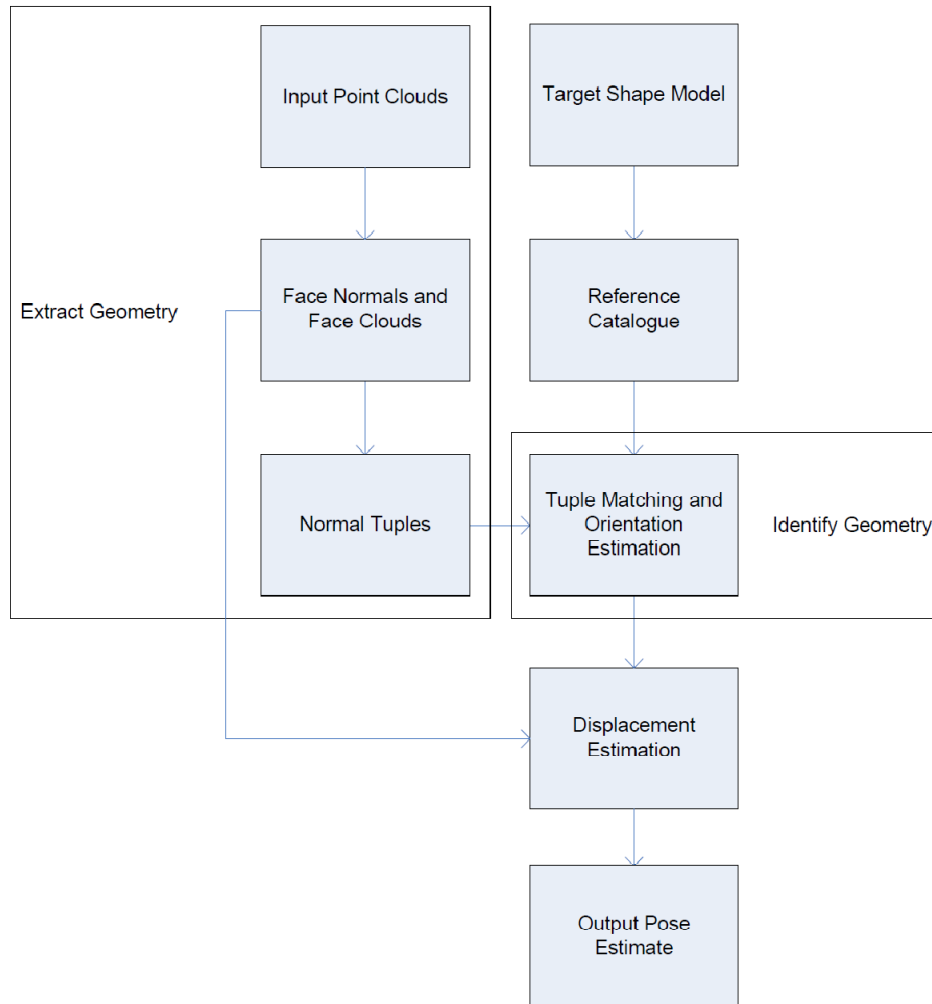 Input Point Clouds
Target Shape Model
Extract Geometry
Face Normals and
Face Clouds
Reference
Catalogue
Normal Tuples
Tuple Matching and
Orientation
Estimation
Identify Geometry
Displacement
Estimation
Output Pose
Estimate